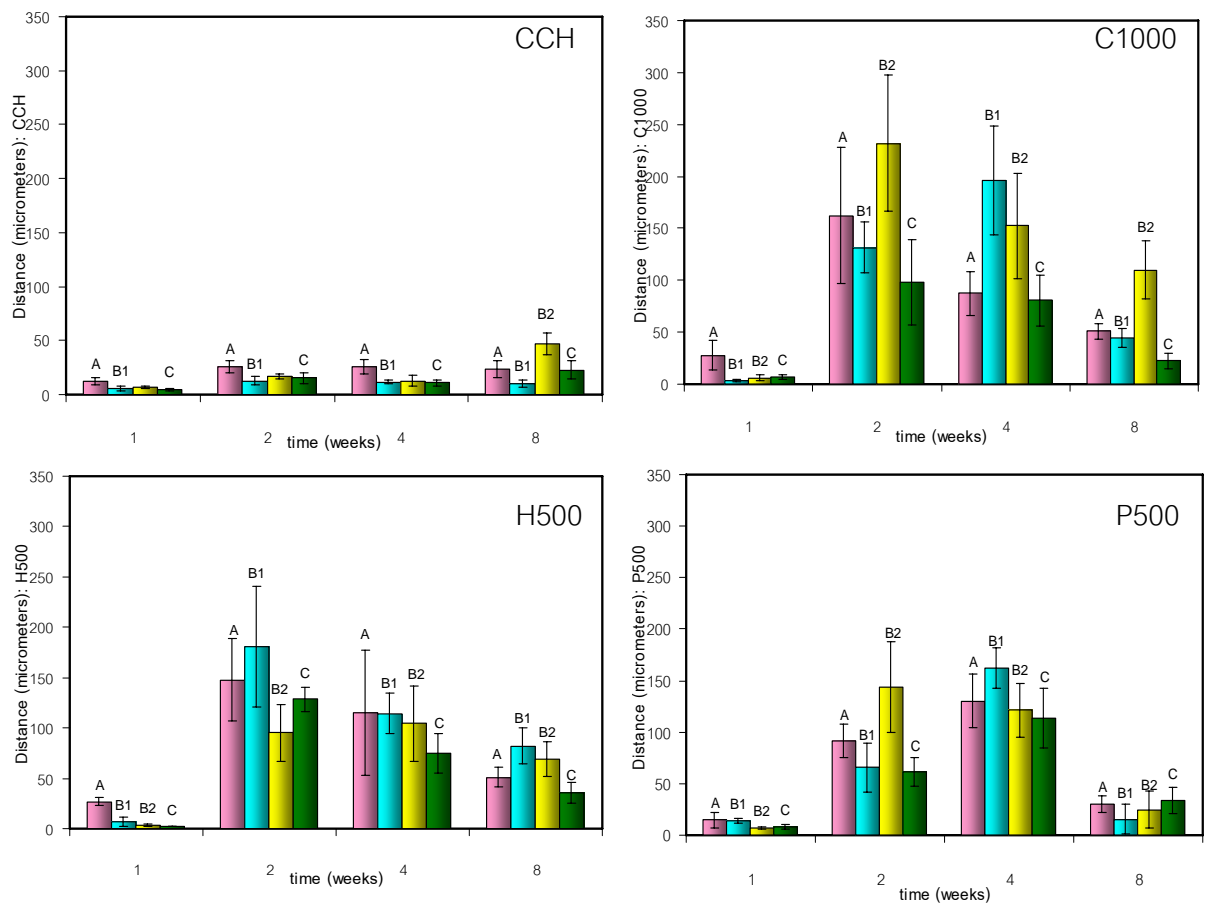 CCH
Distance (micrometers): CCH
350
300
250
200
150
100
50
0
A B1 C
A B1 C
A B1 C
A B1 B2 C
1 2 4 8
time (weeks)
C1000
Distance (micrometers): C1000
350
300
250
200
150
100
50
0
A B1 B2 C
A B1 B2 C
A B1 B2 C
A B1 B2 C
1 2 4 8
time (weeks)
H500
Distance (micrometers): H500
350
300
250
200
150
100
50
0
A B1 B2 C
A B1 B2 C
A B1 B2 C
A B1 B2 C
1 2 4 8
time (weeks)
P500
Distance (micrometers): P500
350
300
250
200
150
100
50
0
A B1 B2 C
A B1 B2 C
A B1 B2 C
A B1 B2 C
1 2 4 8
time (weeks)